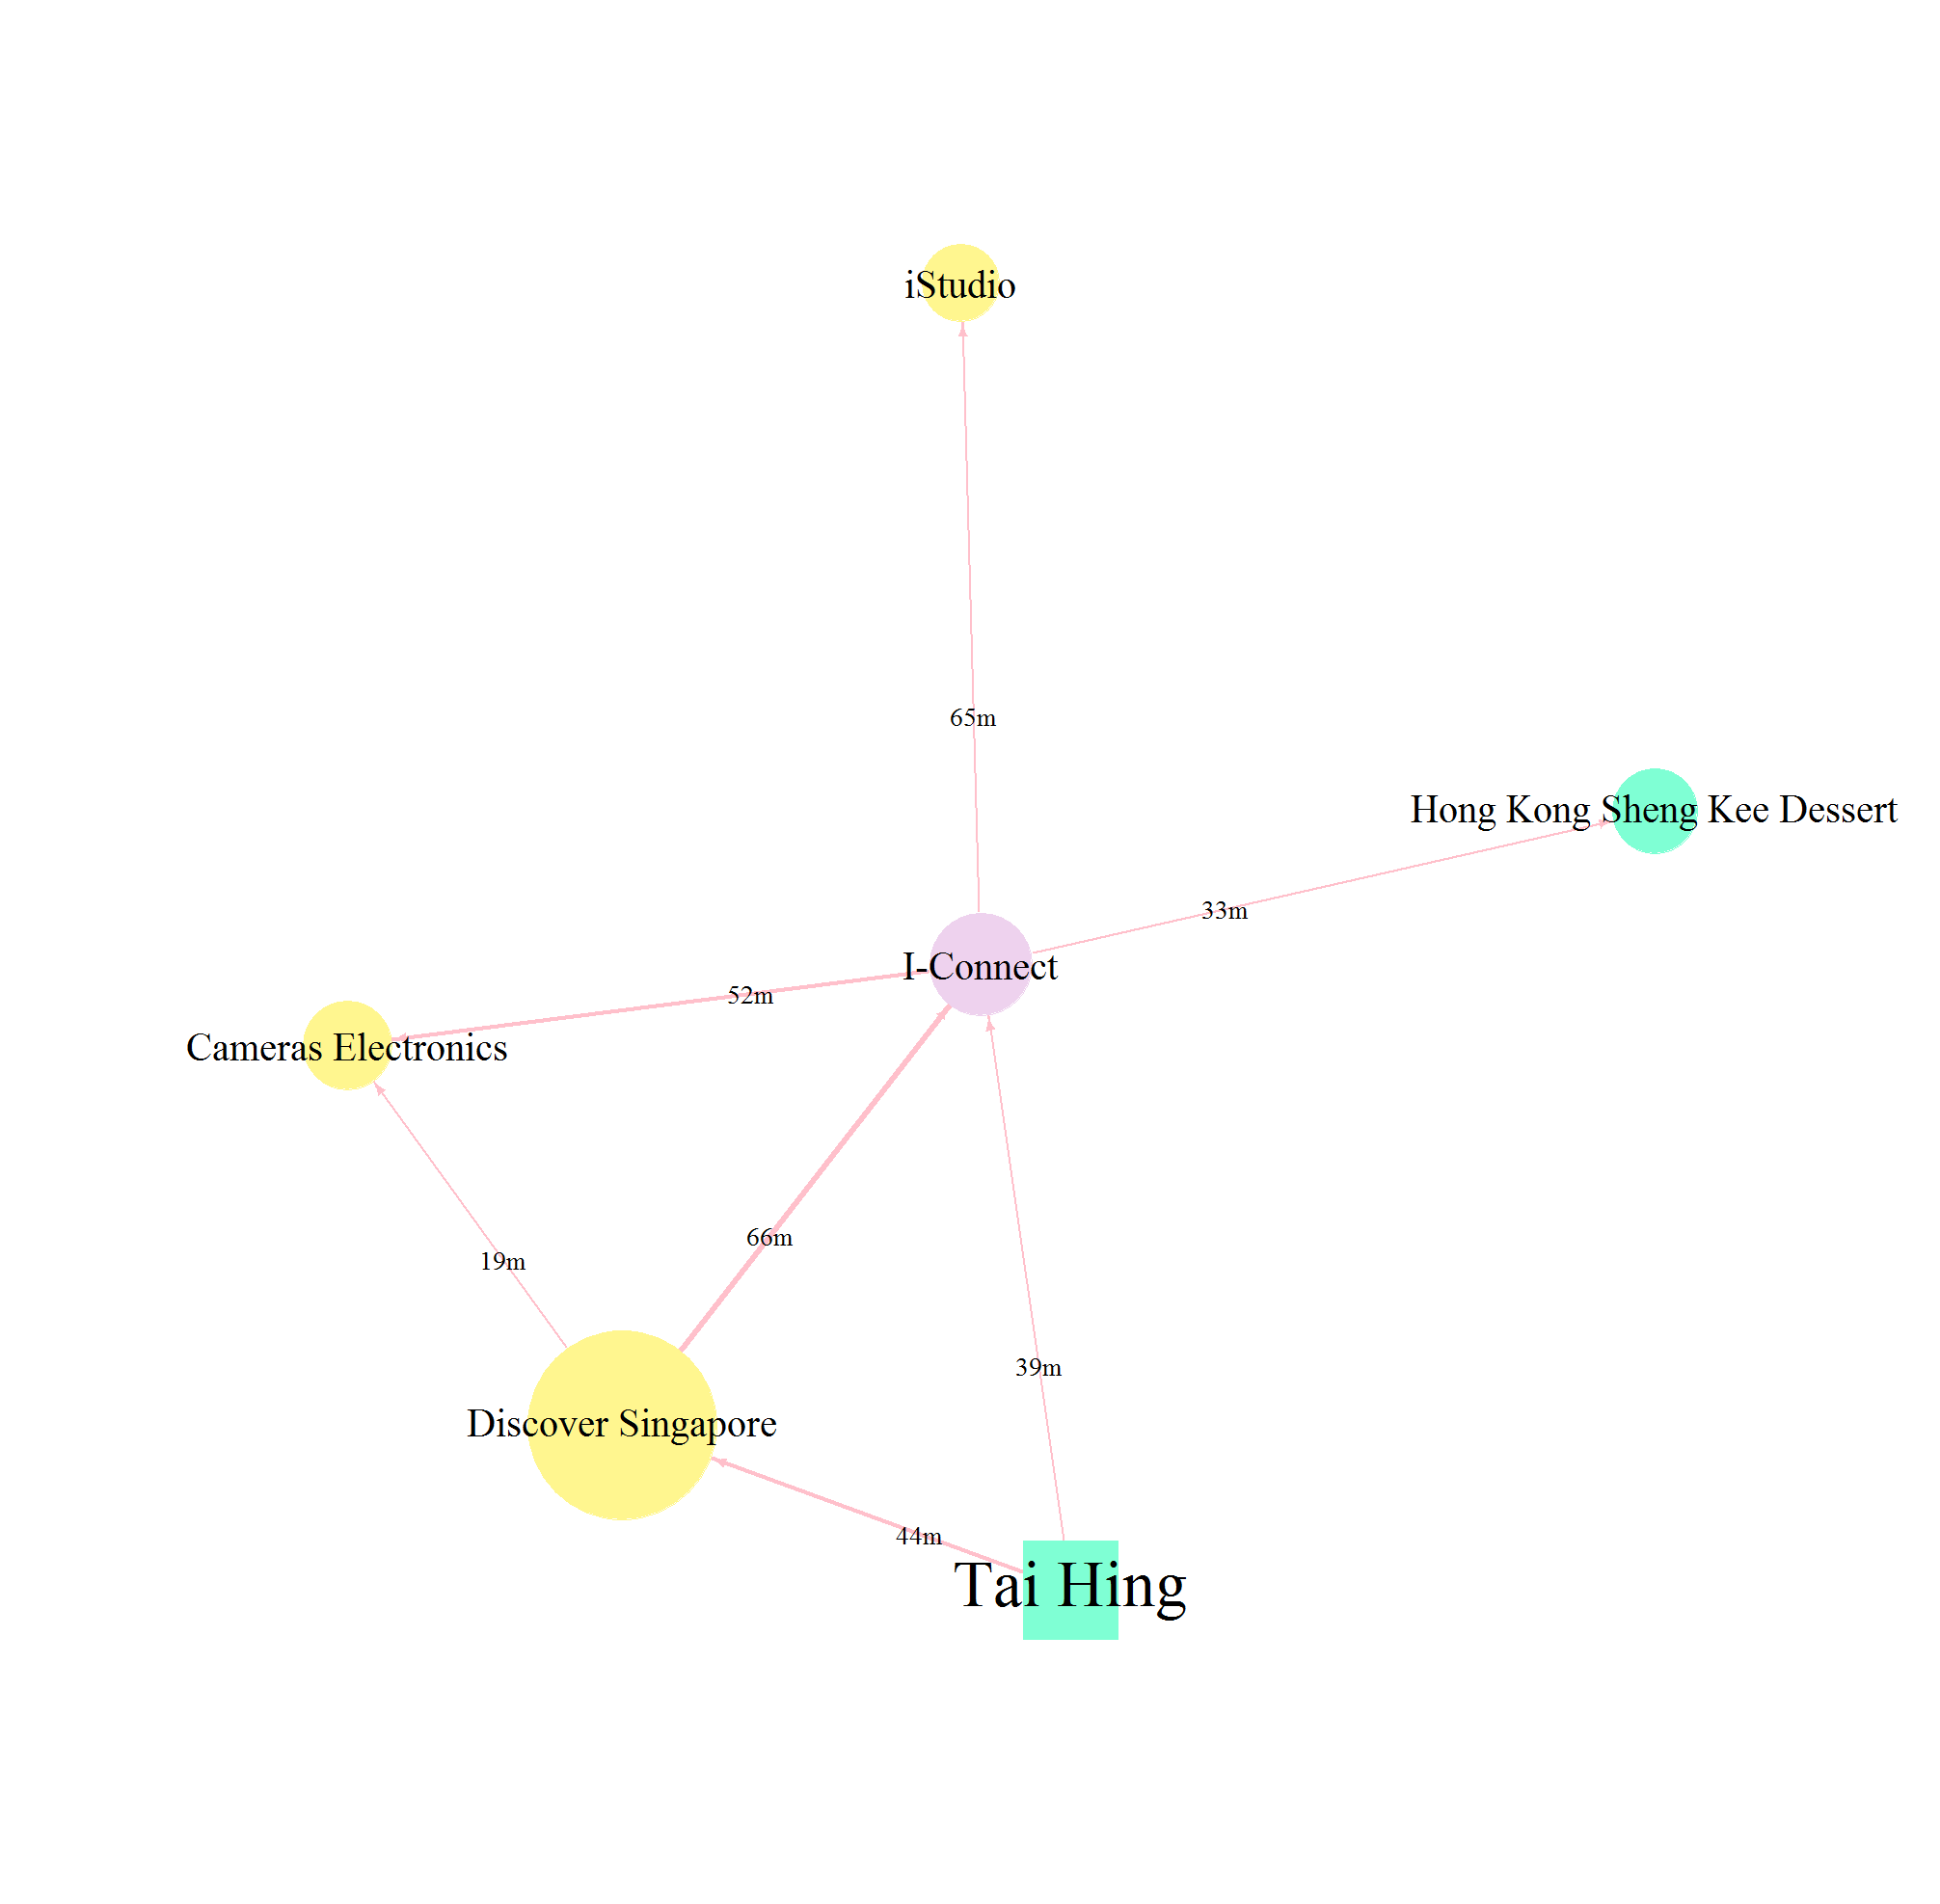 iStudio
65m
Hong Kong Sheng Kee Dessert
33m
I-Connect
52m
Cameras Electronics
66m
19m
39m
Discover Singapore
44m
Tai Hing